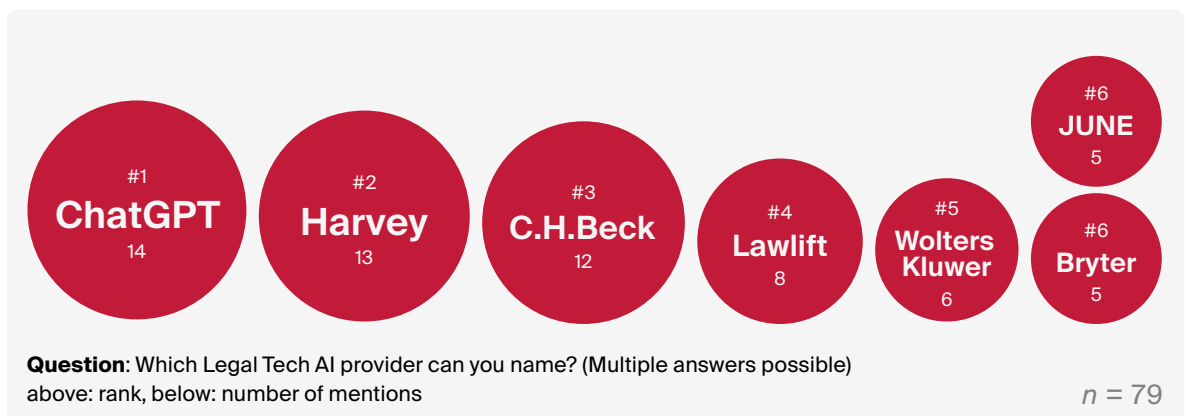 #1
ChatGPT
14
#2
Harvey
13
#3
C.H.Beck
12
#4
Lawlift
8
#5
Wolters
Kluwer
6
#6
JUNE
5
#6
Bryter
5
Question: Which Legal Tech AI provider can you name? (Multiple answers possible)
above: rank, below: number of mentions
n = 79